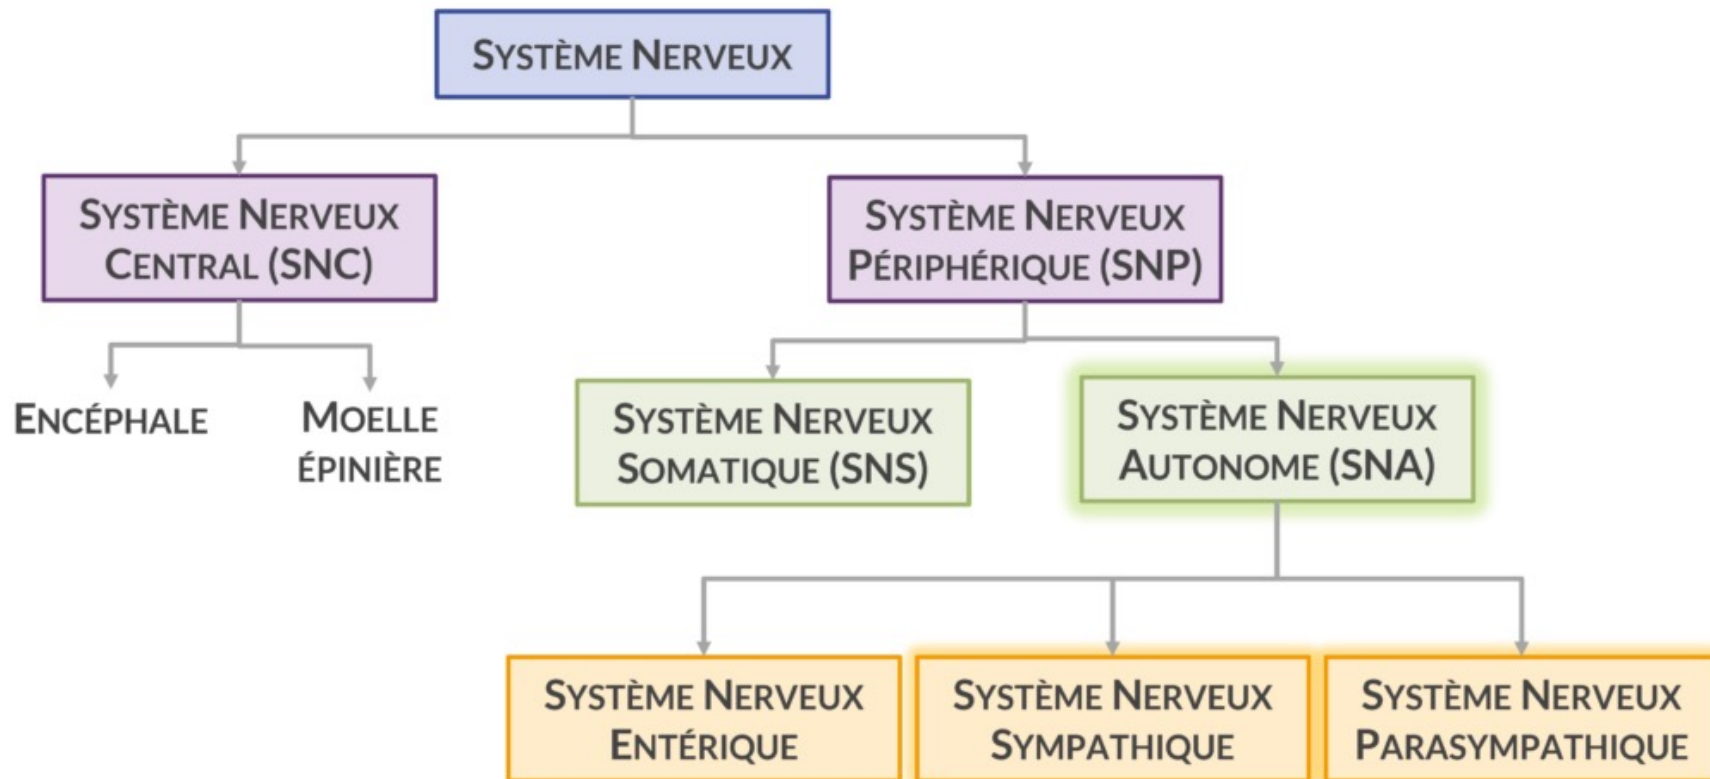 Système Nerveux
Système Nerveux
Central (SNC)
Système Nerveux
Périphérique (SNP)
Encéphale
Moelle
épinière
Système Nerveux
Somatique (SNS)
Système Nerveux
Autonome (SNA)
Système Nerveux
Entérique
Système Nerveux
Sympathique
Système Nerveux
Parasympathique